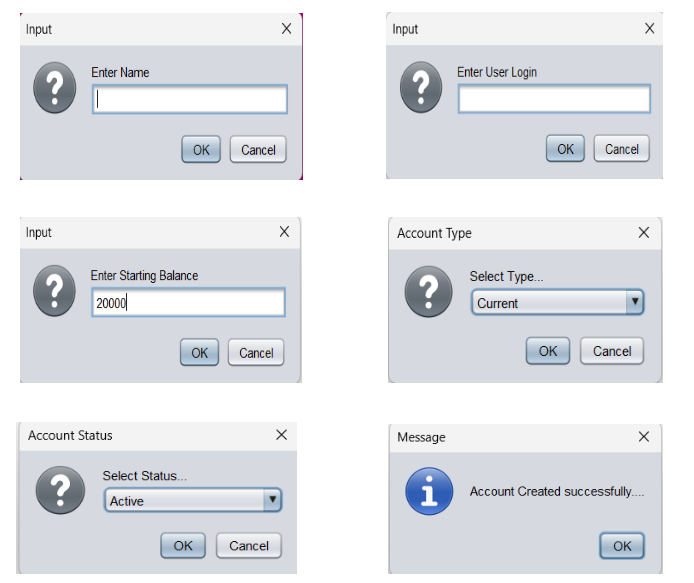 Input X
Enter Name
OK Cancel
Input X
Enter User Login
OK Cancel
Input X
Enter Starting Balance
20000
OK Cancel
Account Type X
Select Type...
Current
OK Cancel
Account Status X
Select Status...
Active
OK Cancel
Message X
Account Created successfully....
OK